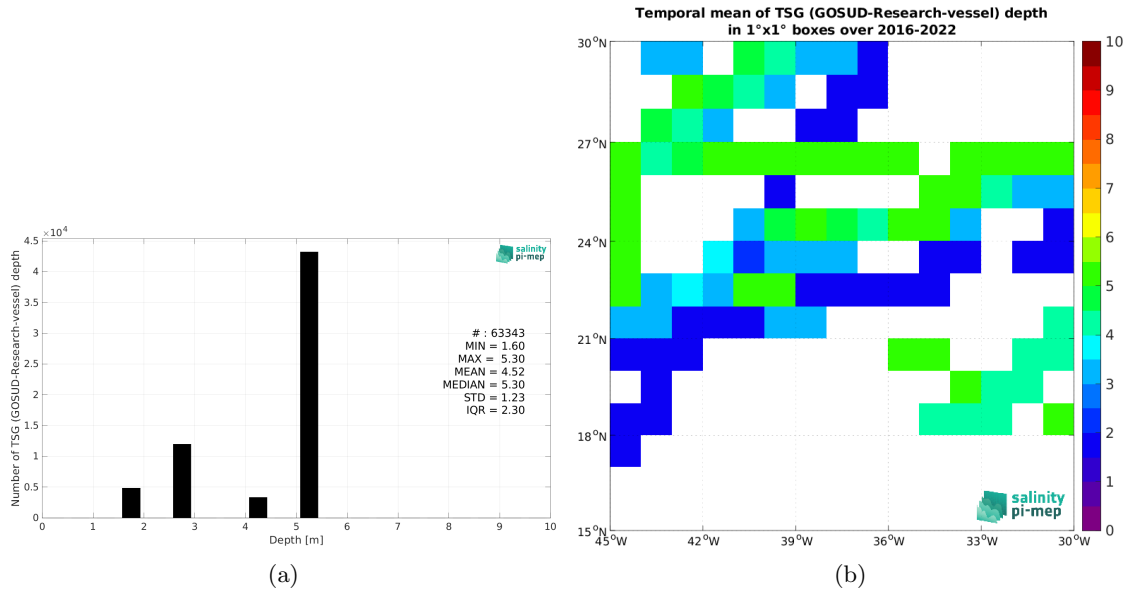 ×10⁴
4.5
4
3.5
3
2.5
2
1.5
1
0.5
0
Number of TSG (GOSUD-Research-vessel) depth
salinity
pi-mep
# : 63343
MIN = 1.60
MAX = 5.30
MEAN = 4.52
MEDIAN = 5.30
STD = 1.23
IQR = 2.30
0 1 2 3 4 5 6 7 8 9 10
Depth [m]
(a)
Temporal mean of TSG (GOSUD-Research-vessel) depth
in 1°x1° boxes over 2016-2022
30°N
27°N
24°N
21°N
18°N
15°N
45°W 42°W 39°W 36°W 33°W 30°W
salinity
pi-mep
10
9
8
7
6
5
4
3
2
1
0
(b)